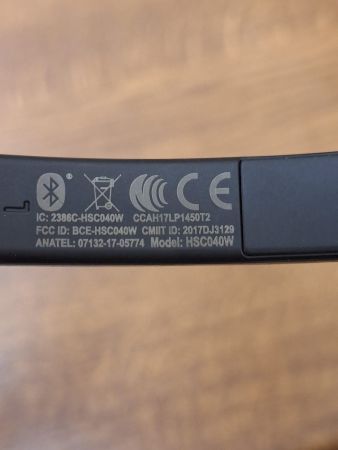 L
IC: 2386C-HSC040W CCAH17LP1450T2
FCC ID: BCE-HSC040W CMIIT ID: 2017DJ3129
ANATEL: 07132-17-05774 Model: HSC040W